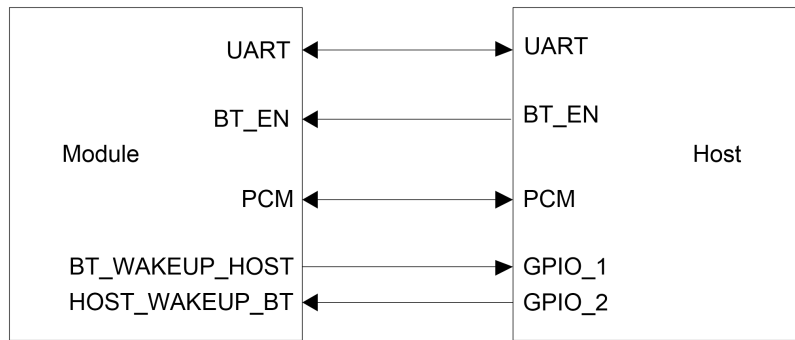 UART UART
BT_EN BT_EN
Module Host
PCM PCM
BT_WAKEUP_HOST GPIO_1
HOST_WAKEUP_BT GPIO_2